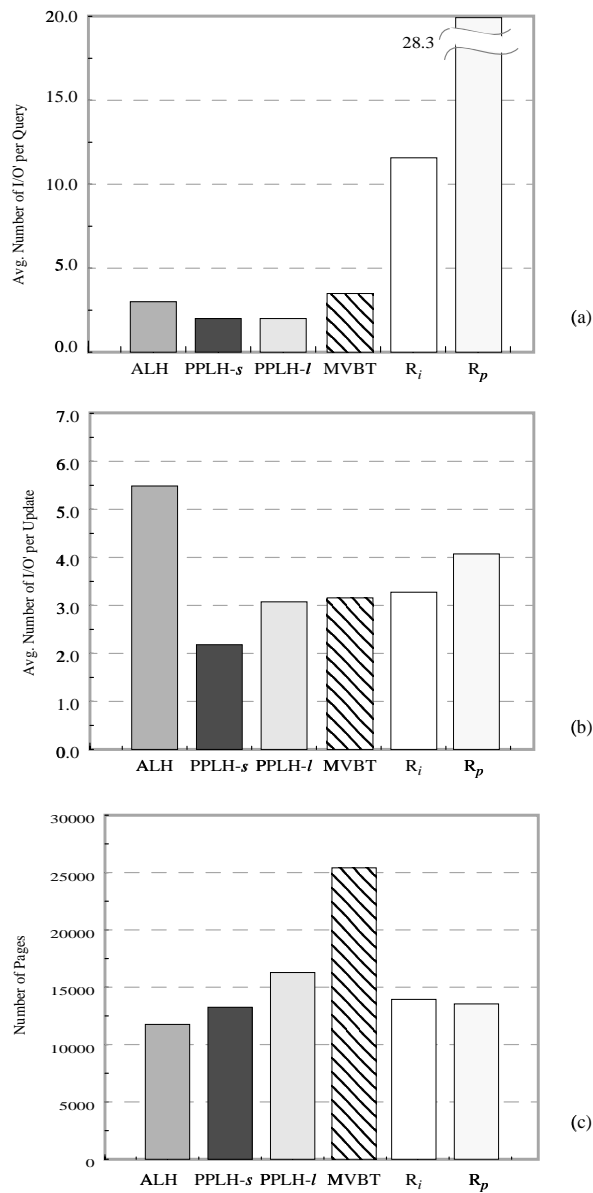 Avg. Number of I/O' per Query
20.0
15.0
10.0
5.0
0.0
28.3
ALH PPLH-s PPLH-l MVBT Ri Rp
(a)
Avg. Number of I/O' per Update
7.0
6.0
5.0
4.0
3.0
2.0
1.0
0.0
ALH PPLH-s PPLH-l MVBT Ri Rp
(b)
Number of Pages
30000
25000
20000
15000
10000
5000
0
ALH PPLH-s PPLH-l MVBT Ri Rp
(c)